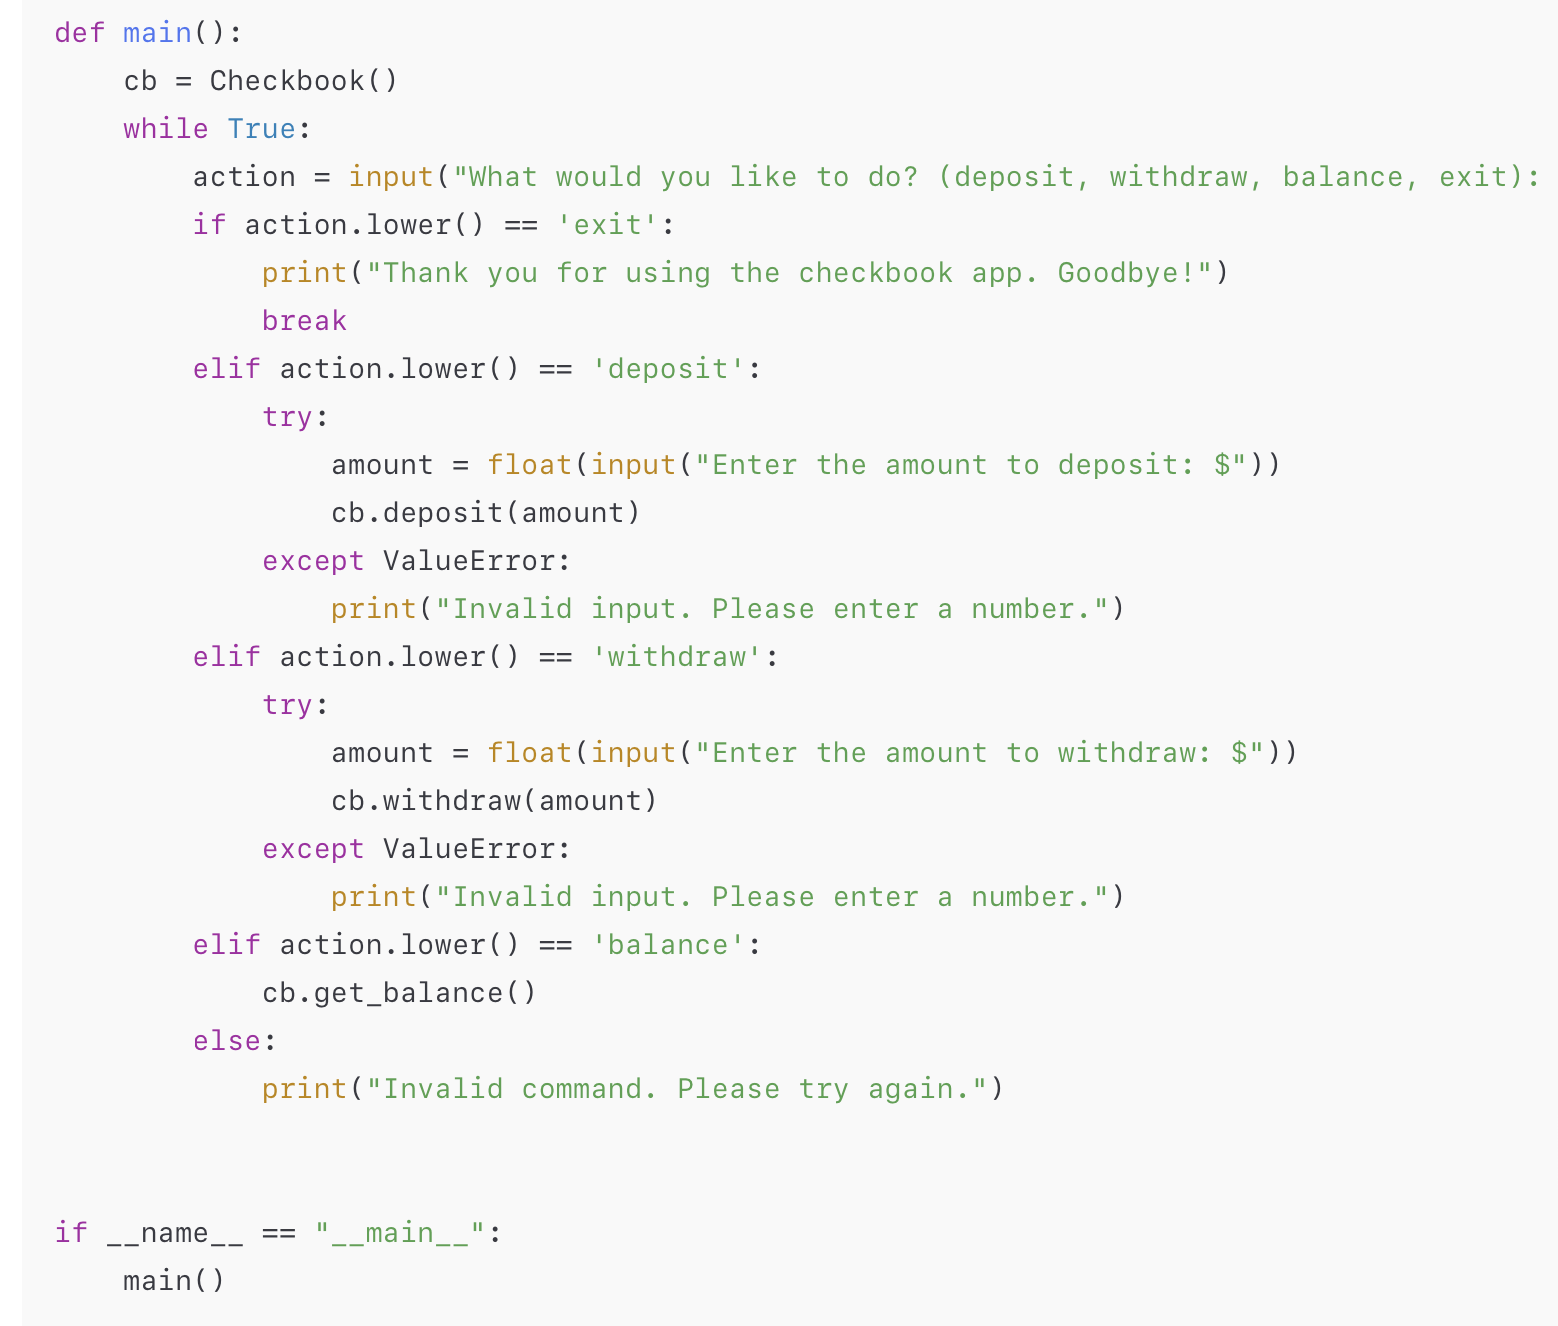 def main():
    cb = Checkbook()
    while True:
        action = input("What would you like to do? (deposit, withdraw, balance, exit):
        if action.lower() == 'exit':
            print("Thank you for using the checkbook app. Goodbye!")
            break
        elif action.lower() == 'deposit':
            try:
                amount = float(input("Enter the amount to deposit: $"))
                cb.deposit(amount)
            except ValueError:
                print("Invalid input. Please enter a number.")
        elif action.lower() == 'withdraw':
            try:
                amount = float(input("Enter the amount to withdraw: $"))
                cb.withdraw(amount)
            except ValueError:
                print("Invalid input. Please enter a number.")
        elif action.lower() == 'balance':
            cb.get_balance()
        else:
            print("Invalid command. Please try again.")
if __name__ == "__main__":
    main()